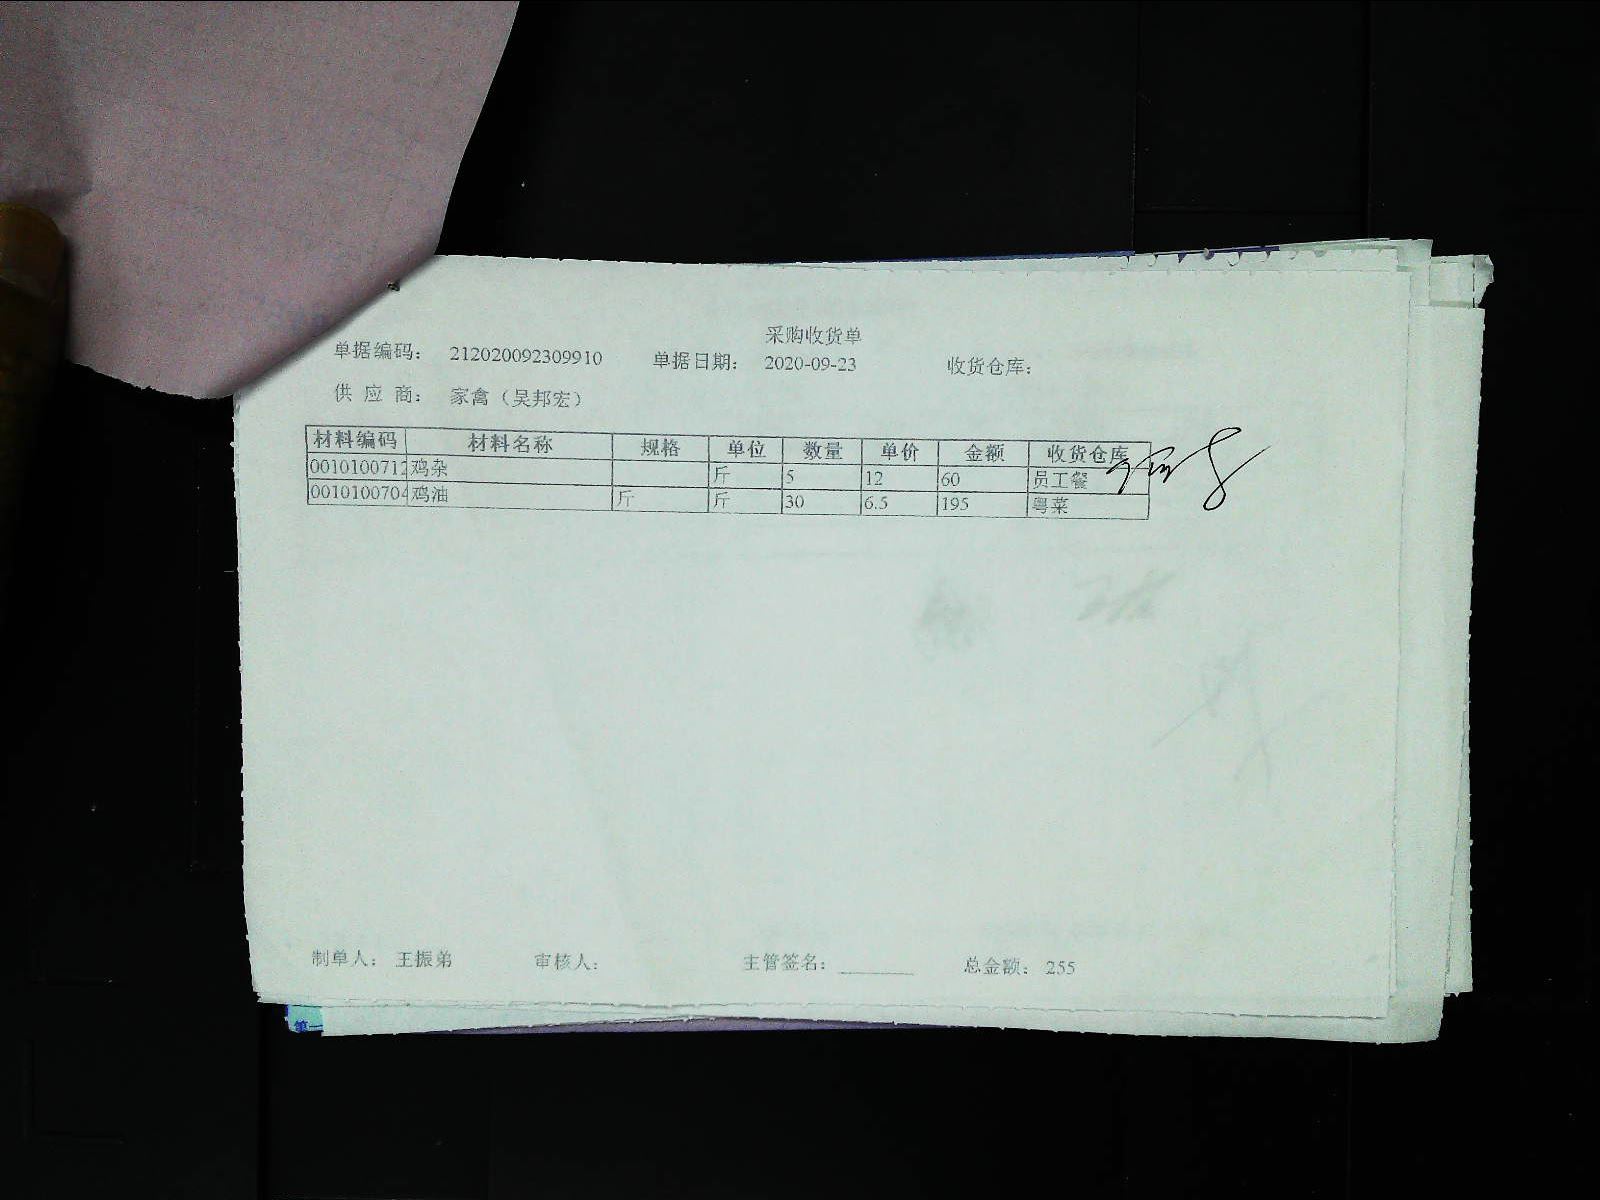 采购收货单
单据编码: 212020092309910 单据日期: 2020-09-23 收货仓库:
供应商: 家禽（吴邦宏）
材料编码 材料名称 规格 单位 数量 单价 金额 收货仓库
0010100712 鸡杂 斤 5 12 60 员工餐
0010100704 鸡油 斤 斤 30 6.5 195 粤菜
制单人: 王振弟 审核人: 主管签名: 总金额: 255
第一